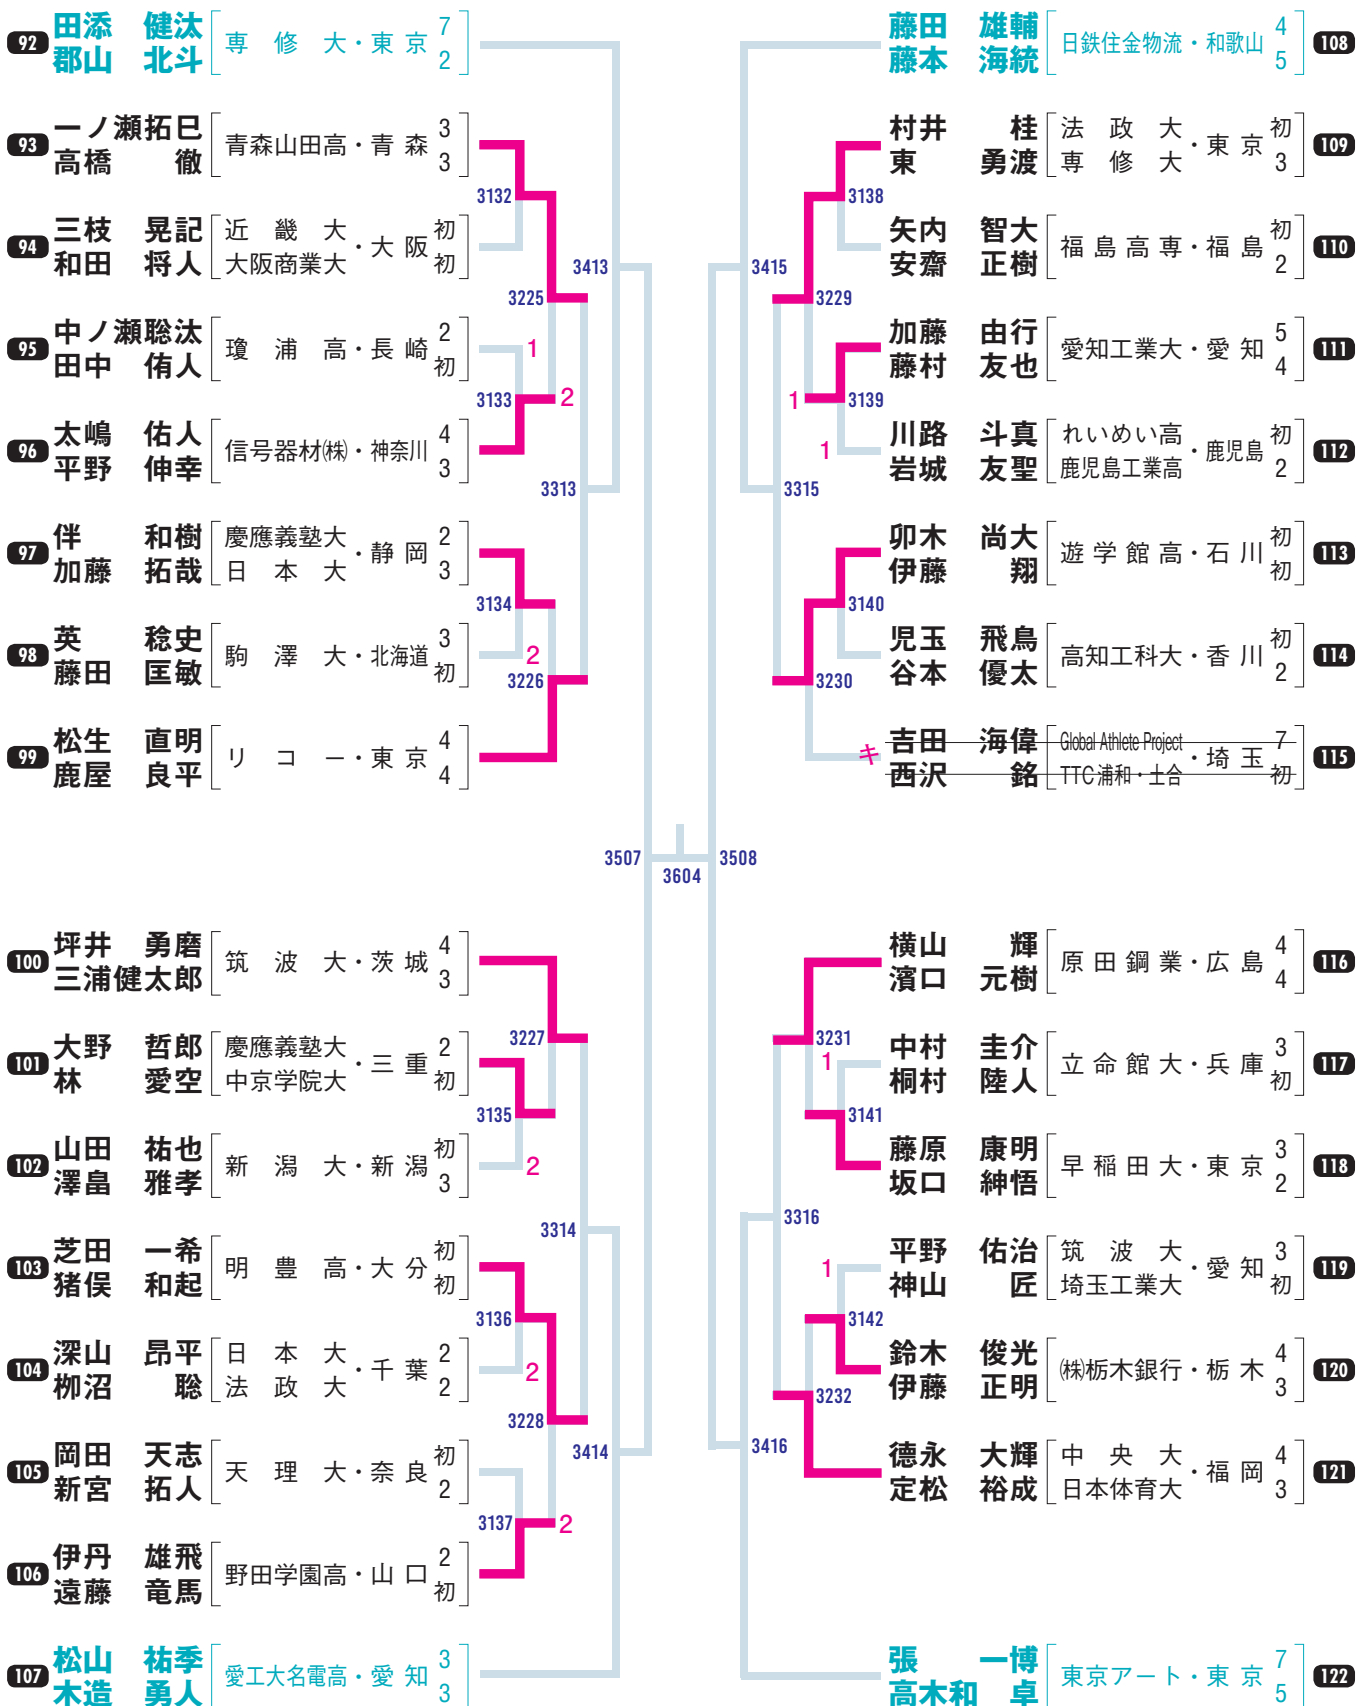 92 田添 健汰 [専修大・東京] 7
郡山 北斗 2
93 一ノ瀬拓巳 [青森山田高・青森] 3
高橋 徹 3
3132
94 三枝 晃記 [近畿大・大阪] 初
和田 将人 [大阪商業大] 初
3413
3225
95 中ノ瀬聡汰 [瓊浦高・長崎] 2 1
田中 侑人 初
3133 2
96 太嶋 佑人 [信号器材㈱・神奈川] 4
平野 伸幸 3
3313
97 伴 和樹 [慶應義塾大・静岡] 2
加藤 拓哉 [日本大] 3
3134
98 英 稔史 [駒澤大・北海道] 3 2
藤田 匡敏 初
3226
99 松生 直明 [リコー・東京] 4
鹿屋 良平 4
3507
3604
100 坪井 勇磨 [筑波大・茨城] 4
三浦健太郎 3
3227
101 大野 哲郎 [慶應義塾大・三重] 2
林 愛空 [中京学院大] 初
3135
102 山田 祐也 [新潟大・新潟] 初 2
澤畠 雅孝 3
3314
103 芝田 一希 [明豊高・大分] 初
猪俣 和起 初
3136
104 深山 昂平 [日本大・千葉] 2 2
栁沼 聡 [法政大] 2
3228
3414
105 岡田 天志 [天理大・奈良] 初
新宮 拓人 2
3137 2
106 伊丹 雄飛 [野田学園高・山口] 2
遠藤 竜馬 初
107 松山 祐季 [愛工大名電高・愛知] 3
木造 勇人 3
藤田 雄輔 [日鉄住金物流・和歌山] 4 108
藤本 海統 5
村井 桂 [法政大・東京] 初 109
東 勇渡 [専修大] 3
3138
矢内 智大 [福島高専・福島] 初 110
安齋 正樹 2
3415
3229
加藤 由行 [愛知工業大・愛知] 5 111
藤村 友也 4
1 3139
1 川路 斗真 [れいめい高・鹿児島] 初 112
岩城 友聖 [鹿児島工業高] 2
3315
卯木 尚大 [遊学館高・石川] 初 113
伊藤 翔 初
3140
児玉 飛鳥 [高知工科大・香川] 初 114
谷本 優太 2
3230
キ 吉田 海偉 [Global Athlete Project・埼玉] 7 115
西沢 銘 [TTC浦和・土合] 初
3508
横山 輝 [原田鋼業・広島] 4 116
濱口 元樹 4
3231
1 中村 圭介 [立命館大・兵庫] 3 117
桐村 陸人 初
3141
藤原 康明 [早稲田大・東京] 3 118
坂口 紳悟 2
3316
1 平野 佑治 [筑波大・愛知] 3 119
神山 匠 [埼玉工業大] 初
3142
鈴木 俊光 [㈱栃木銀行・栃木] 4 120
伊藤 正明 3
3232
3416
德永 大輝 [中央大・福岡] 4 121
定松 裕成 [日本体育大] 3
張 一博 [東京アート・東京] 7 122
高木和 卓 5